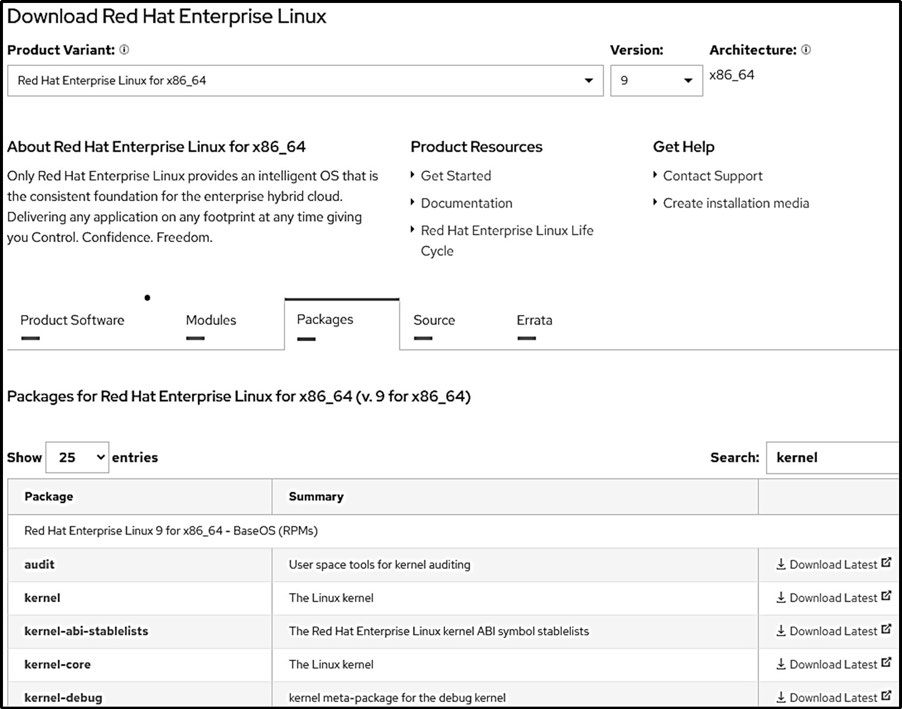 Download Red Hat Enterprise Linux
Product Variant:
Version:
Architecture:
Red Hat Enterprise Linux for x86_64
9
x86_64
About Red Hat Enterprise Linux for x86_64
Only Red Hat Enterprise Linux provides an intelligent OS that is
the consistent foundation for the enterprise hybrid cloud.
Delivering any application on any footprint at any time giving
you Control. Confidence. Freedom.
Product Resources
Get Started
Documentation
Red Hat Enterprise Linux Life
Cycle
Get Help
Contact Support
Create installation media
Product Software
Modules
Packages
Source
Errata
Packages for Red Hat Enterprise Linux for x86_64 (v. 9 for x86_64)
Show 25 entries
Search: kernel
Package Summary
Red Hat Enterprise Linux 9 for x86_64 - BaseOS (RPMs)
audit User space tools for kernel auditing Download Latest
kernel The Linux kernel Download Latest
kernel-abi-stablelists The Red Hat Enterprise Linux kernel ABI symbol stablelists Download Latest
kernel-core The Linux kernel Download Latest
kernel-debug kernel meta-package for the debug kernel Download Latest